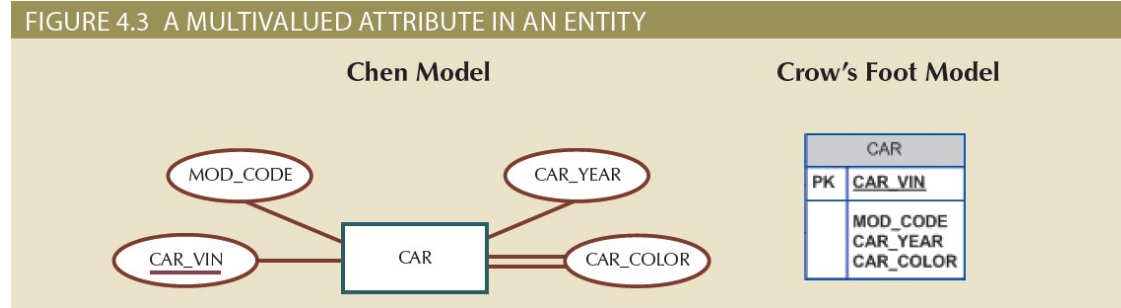 FIGURE 4.3 A MULTIVALUED ATTRIBUTE IN AN ENTITY
Chen Model
MOD_CODE
CAR_YEAR
CAR_VIN
CAR
CAR_COLOR
Crow's Foot Model
CAR
PK CAR_VIN
MOD_CODE
CAR_YEAR
CAR_COLOR